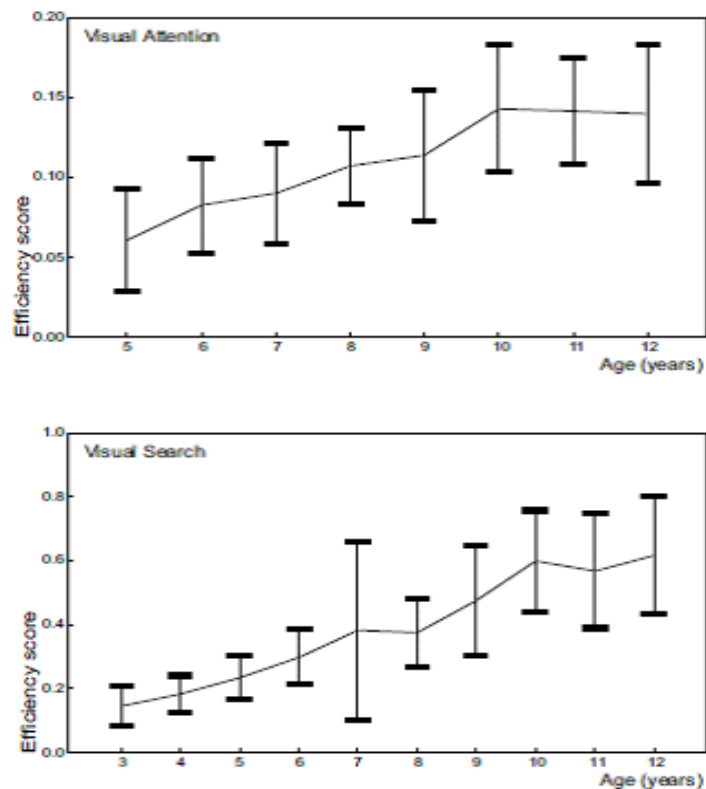 Visual Attention
Efficiency score
0.20
0.15
0.10
0.05
0.00
5 6 7 8 9 10 11 12
Age (years)
Visual Search
Efficiency score
1.0
0.8
0.6
0.4
0.2
0.0
3 4 5 6 7 8 9 10 11 12
Age (years)